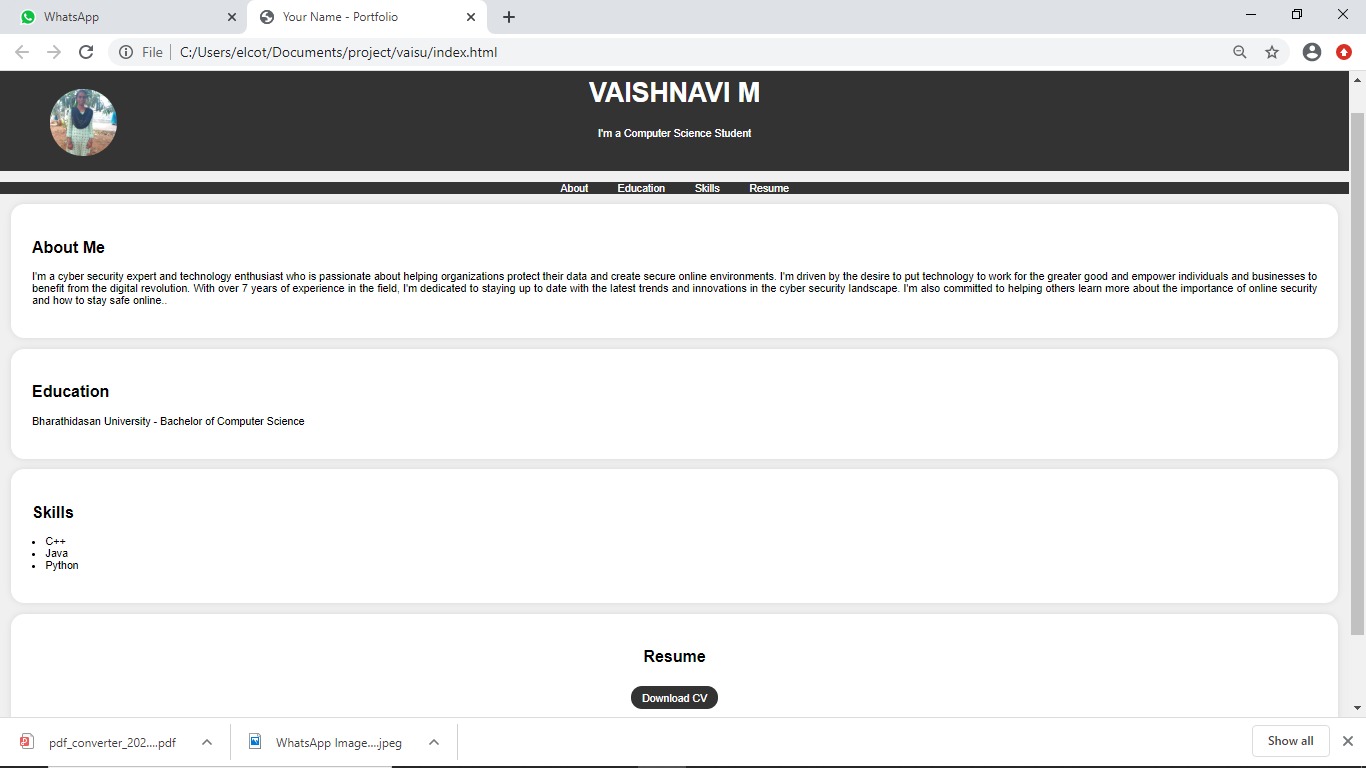 WhatsApp
Your Name - Portfolio
File
C:/Users/elcot/Documents/project/vaisu/index.html
VAISHNAVI M
I'm a Computer Science Student
About Education Skills Resume
About Me
I'm a cyber security expert and technology enthusiast who is passionate about helping organizations protect their data and create secure online environments. I'm driven by the desire to put technology to work for the greater good and empower individuals and businesses to
benefit from the digital revolution. With over 7 years of experience in the field, I'm dedicated to staying up to date with the latest trends and innovations in the cyber security landscape. I'm also committed to helping others learn more about the importance of online security
and how to stay safe online..
Education
Bharathidasan University - Bachelor of Computer Science
Skills
• C++
• Java
• Python
Resume
Download CV
pdf_converter_202....pdf
WhatsApp Image....jpeg
Show all